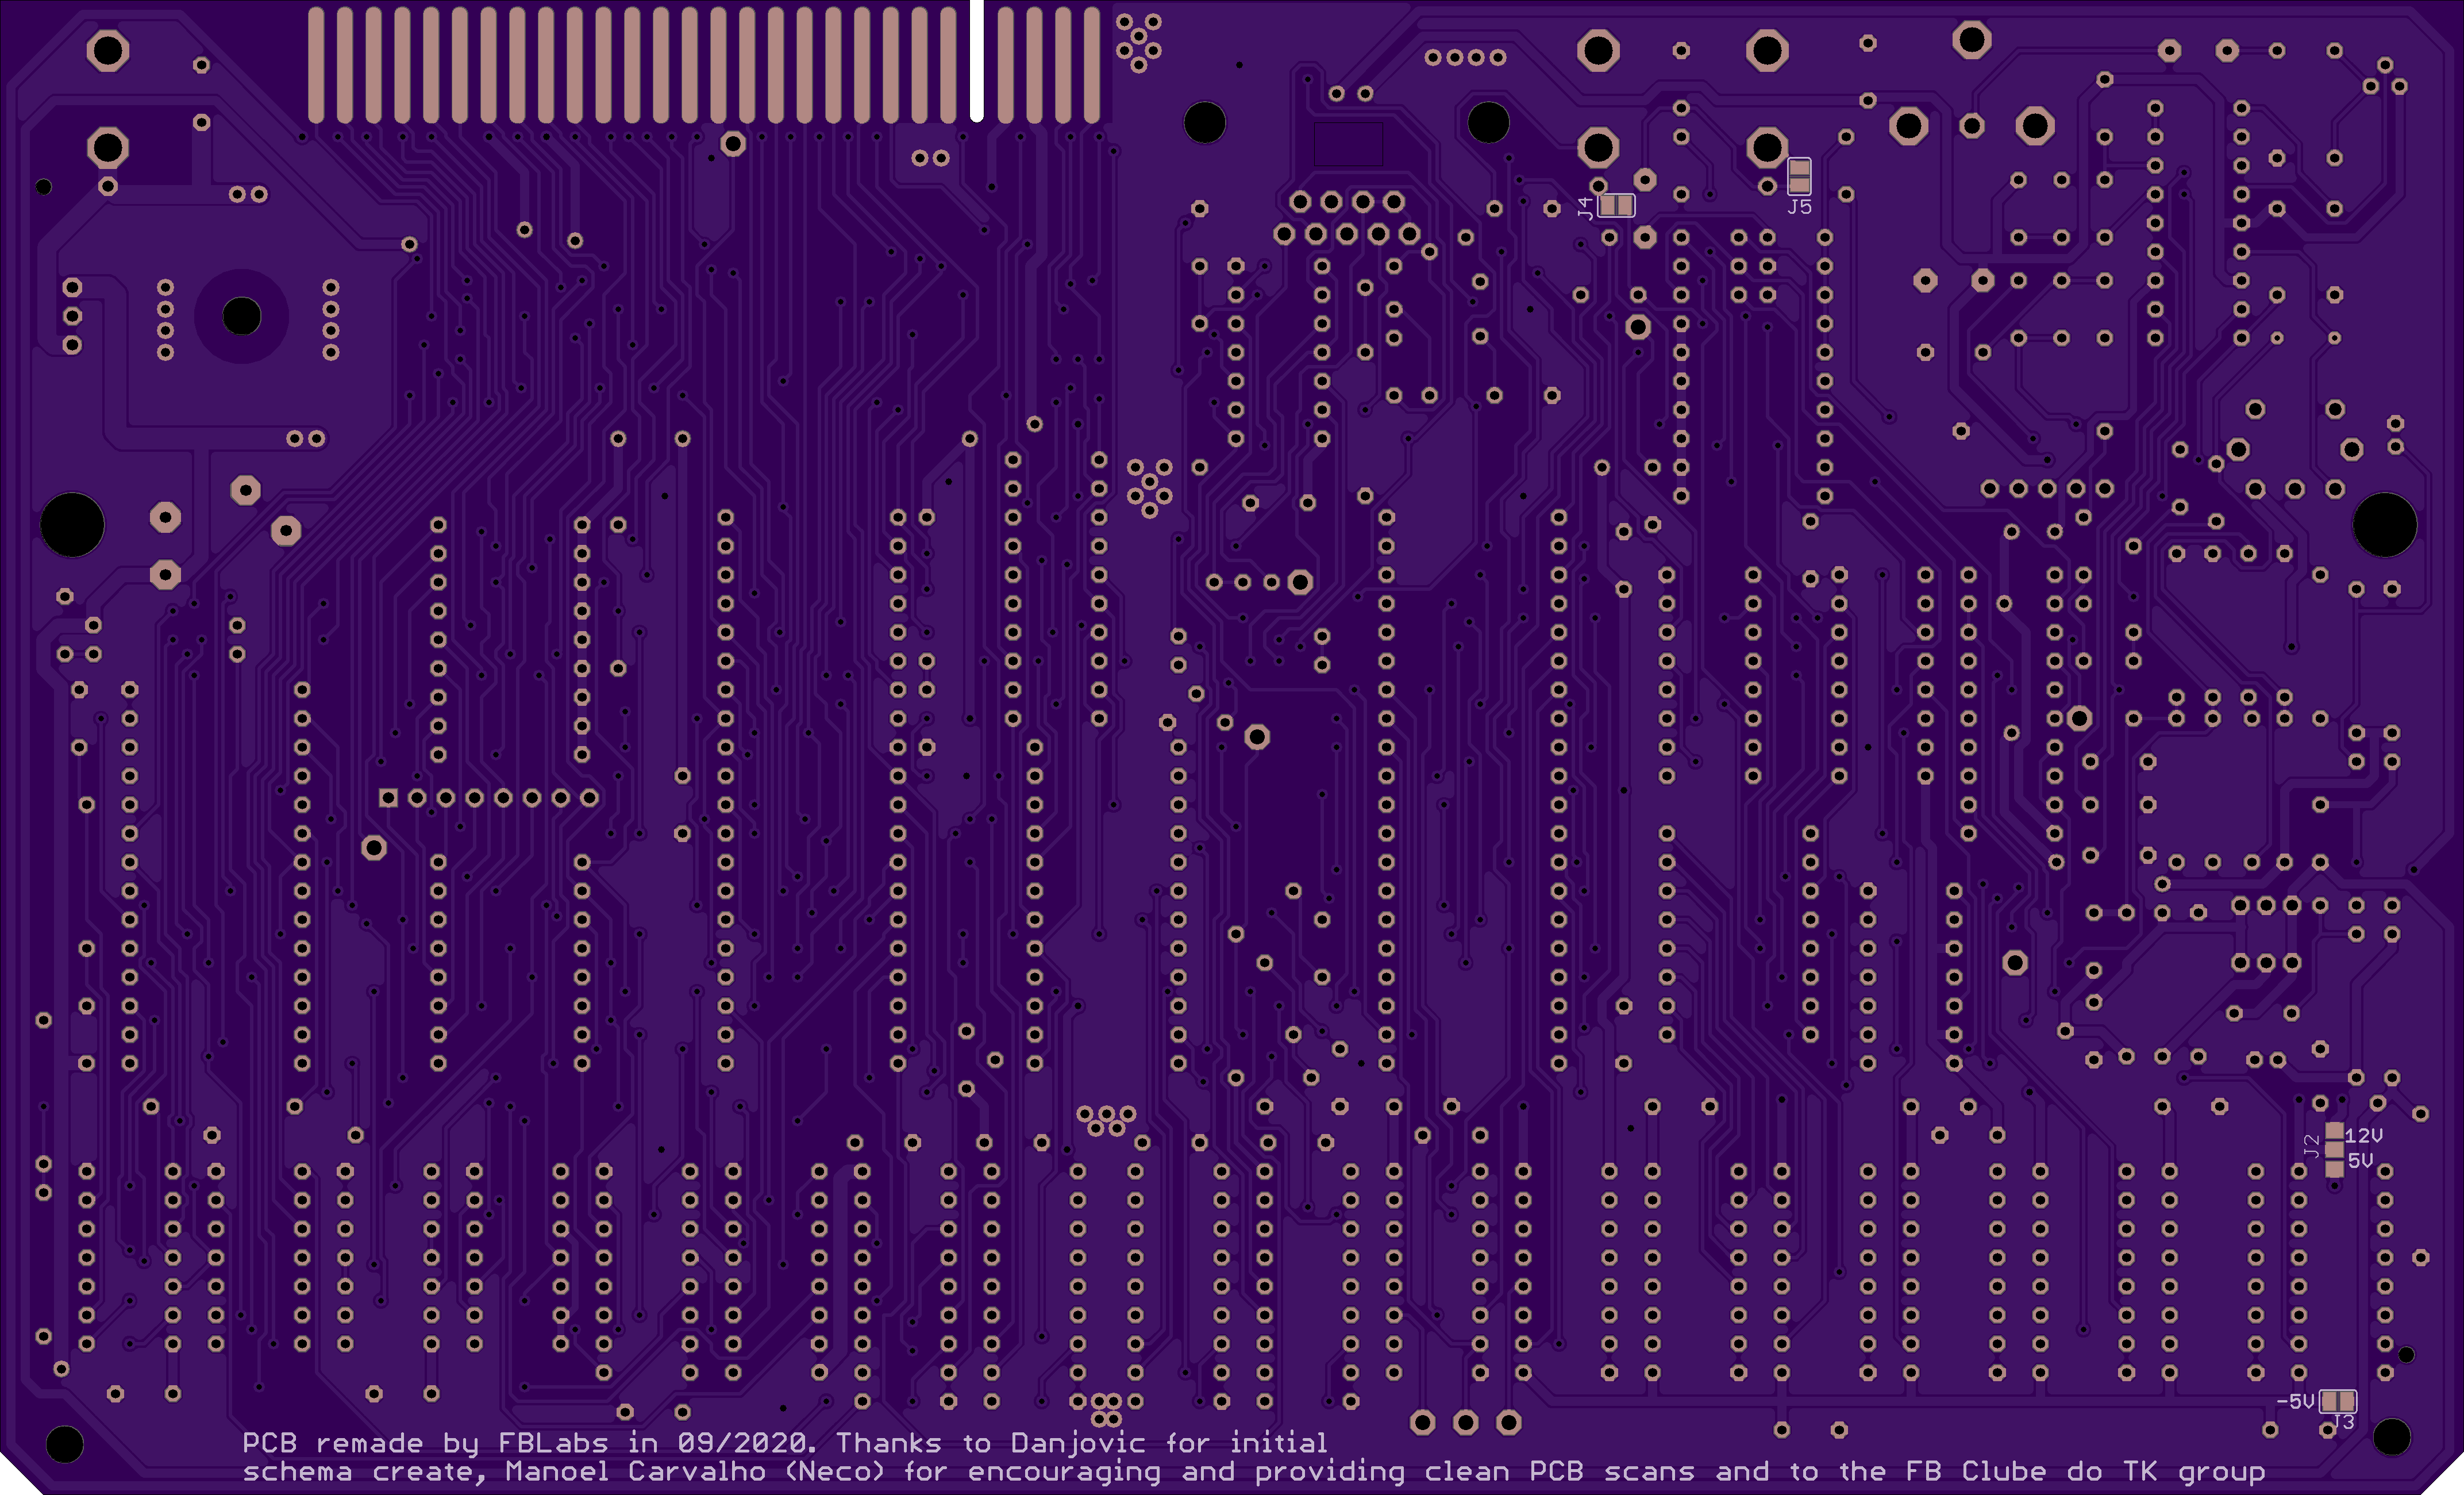 J4
J5
J2
12V
5V
-5V
J3
PCB remade by FBLabs in 09/2020. Thanks to Danjovic for initial
schema create, Manoel Carvalho (Neco) for encouraging and providing clean PCB scans and to the FB Clube do TK group